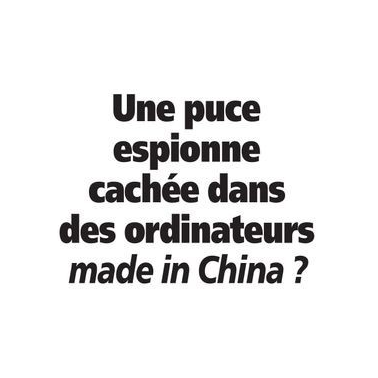 Une puce
espionne
cachée dans
des ordinateurs
made in China ?